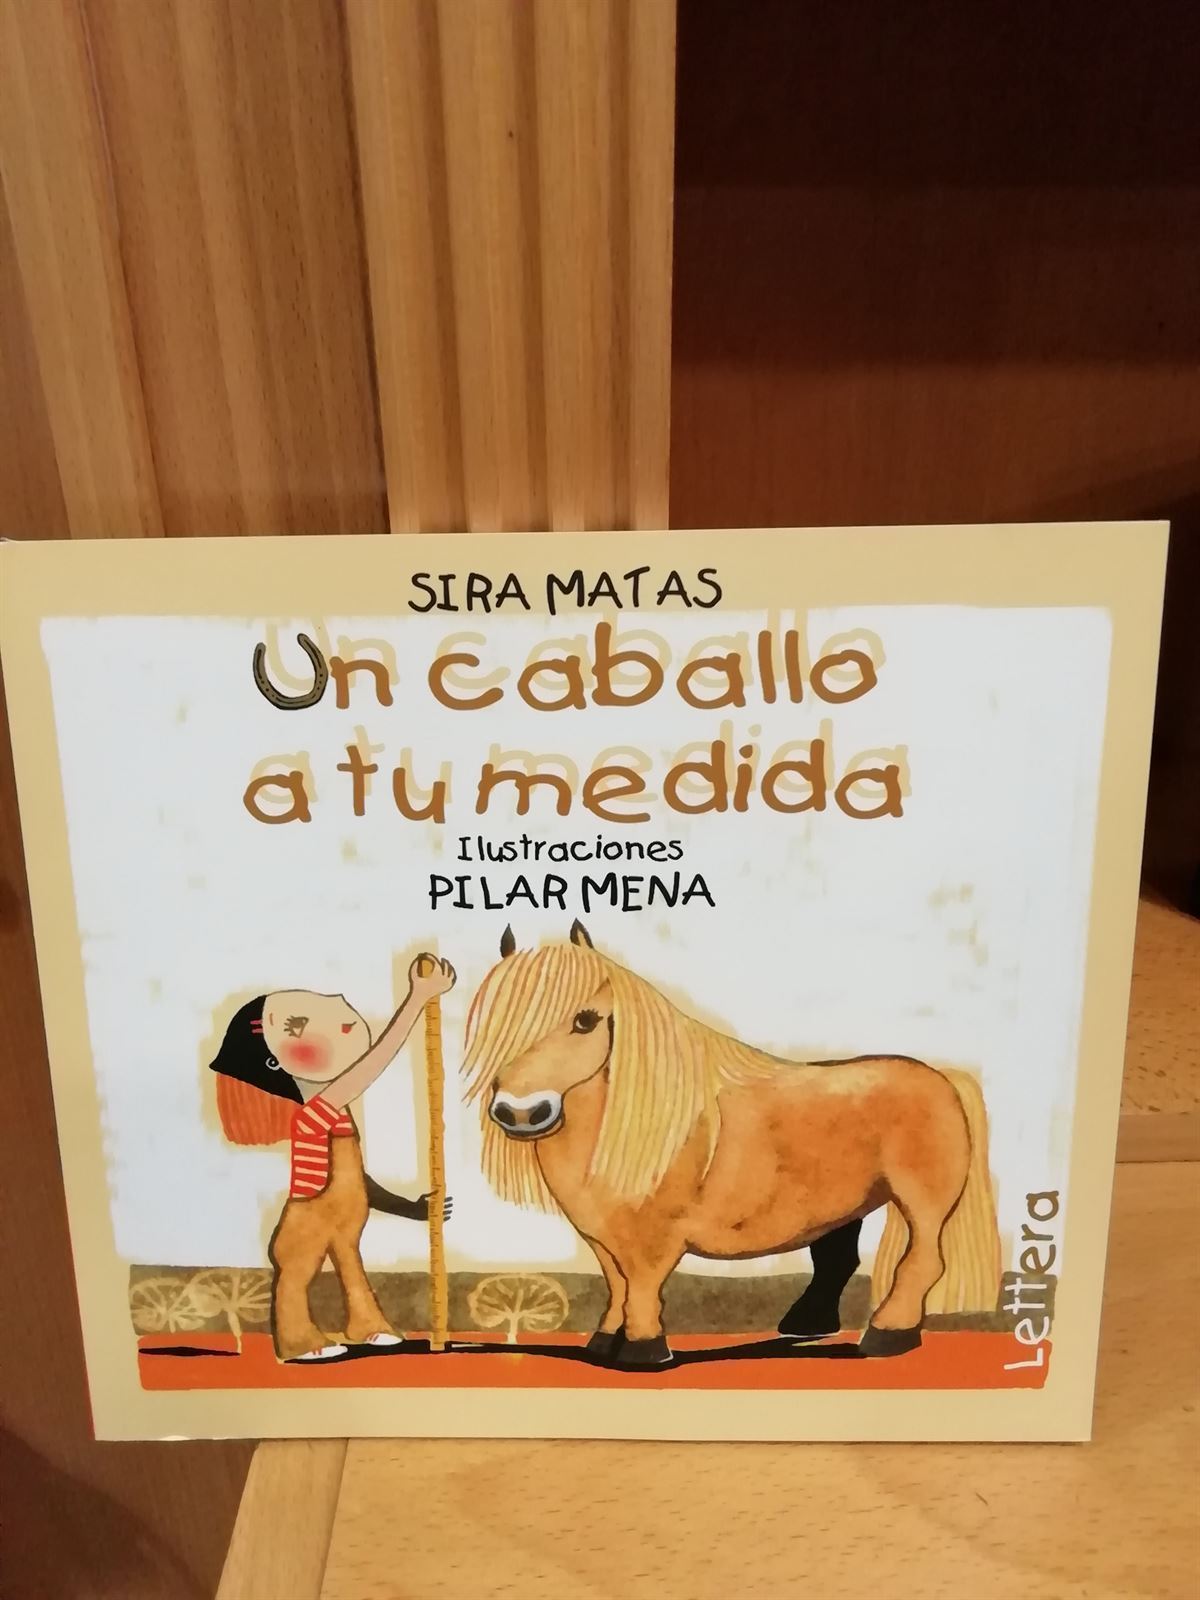 SIRA MATAS
Un caballo
a tu medida
Ilustraciones
PILAR MENA
Lettera